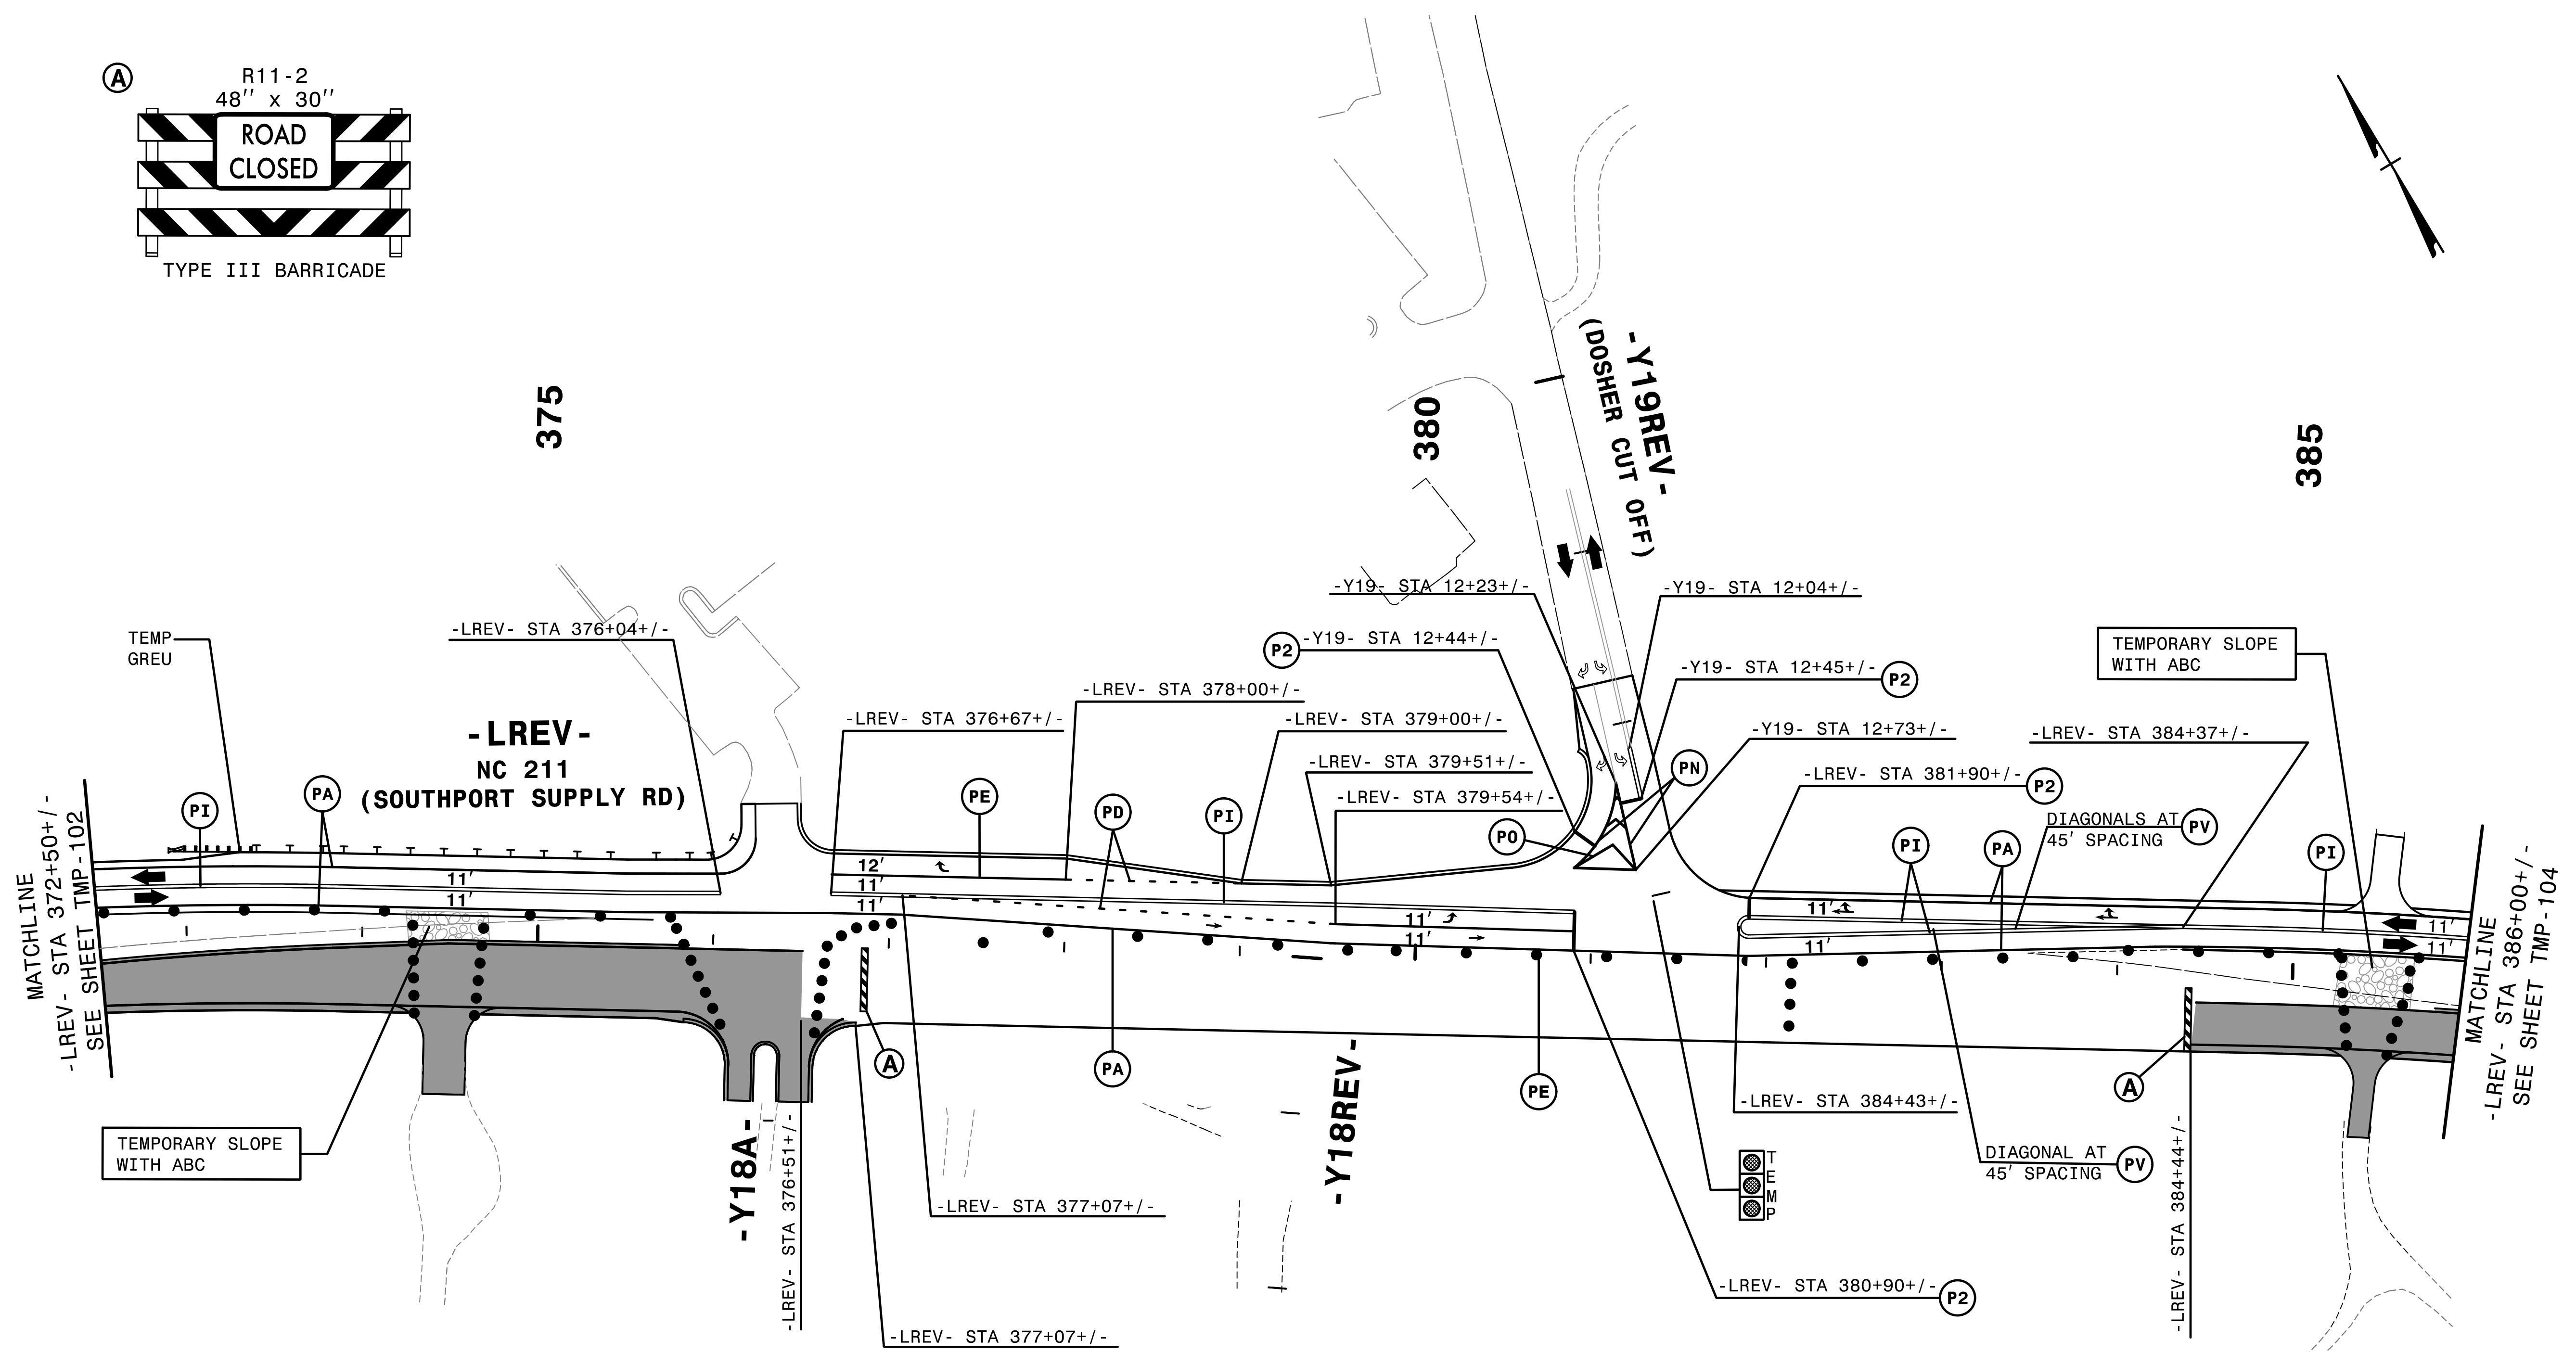 A
R11-2
48'' x 30''
ROAD
CLOSED
TYPE III BARRICADE
375
380
385
-Y19REV-
(DOSHER CUT OFF)
-Y19- STA 12+23+/-
-Y19- STA 12+04+/-
TEMP
GREU
-LREV- STA 376+04+/-
P2
-Y19- STA 12+44+/-
-Y19- STA 12+45+/-
P2
TEMPORARY SLOPE
WITH ABC
-LREV- STA 378+00+/-
-LREV-
NC 211
(SOUTHPORT SUPPLY RD)
-LREV- STA 376+67+/-
-LREV- STA 379+00+/-
-Y19- STA 12+73+/-
-LREV- STA 384+37+/-
-LREV- STA 379+51+/-
-LREV- STA 379+54+/-
PN
-LREV- STA 381+90+/-
P2
PI
PA
PE
PD
PI
PO
DIAGONALS AT
45' SPACING
PV
PI
PA
PI
MATCHLINE
-LREV- STA 372+50+/-
SEE SHEET TMP-102
11'
11'
12'
11'
11'
11'
11'
11'
11'
11'
11'
MATCHLINE
-LREV- STA 386+00+/-
SEE SHEET TMP-104
A
PA
PE
A
-LREV- STA 384+43+/-
TEMPORARY SLOPE
WITH ABC
-Y18A-
-LREV- STA 376+51+/-
-Y18REV-
T
E
M
P
DIAGONAL AT
45' SPACING
PV
-LREV- STA 384+44+/-
-LREV- STA 377+07+/-
-LREV- STA 380+90+/-
P2
-LREV- STA 377+07+/-